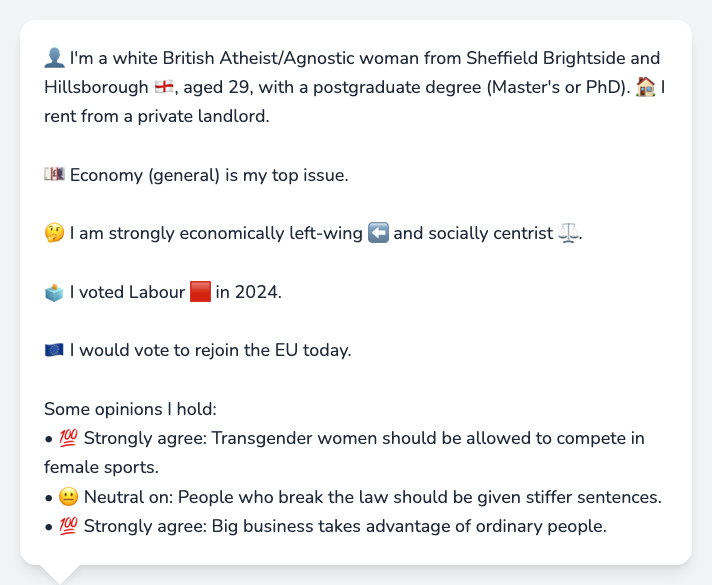 👤 I'm a white British Atheist/Agnostic woman from Sheffield Brightside and
Hillsborough 🏴󠁧󠁢󠁥󠁮󠁧󠁿, aged 29, with a postgraduate degree (Master's or PhD). 🏠 I
rent from a private landlord.
💷 Economy (general) is my top issue.
🤔 I am strongly economically left-wing ⬅️ and socially centrist ⚖️.
🗳️ I voted Labour 🟥 in 2024.
🇪🇺 I would vote to rejoin the EU today.
Some opinions I hold:
• 💯 Strongly agree: Transgender women should be allowed to compete in
female sports.
• 😐 Neutral on: People who break the law should be given stiffer sentences.
• 💯 Strongly agree: Big business takes advantage of ordinary people.